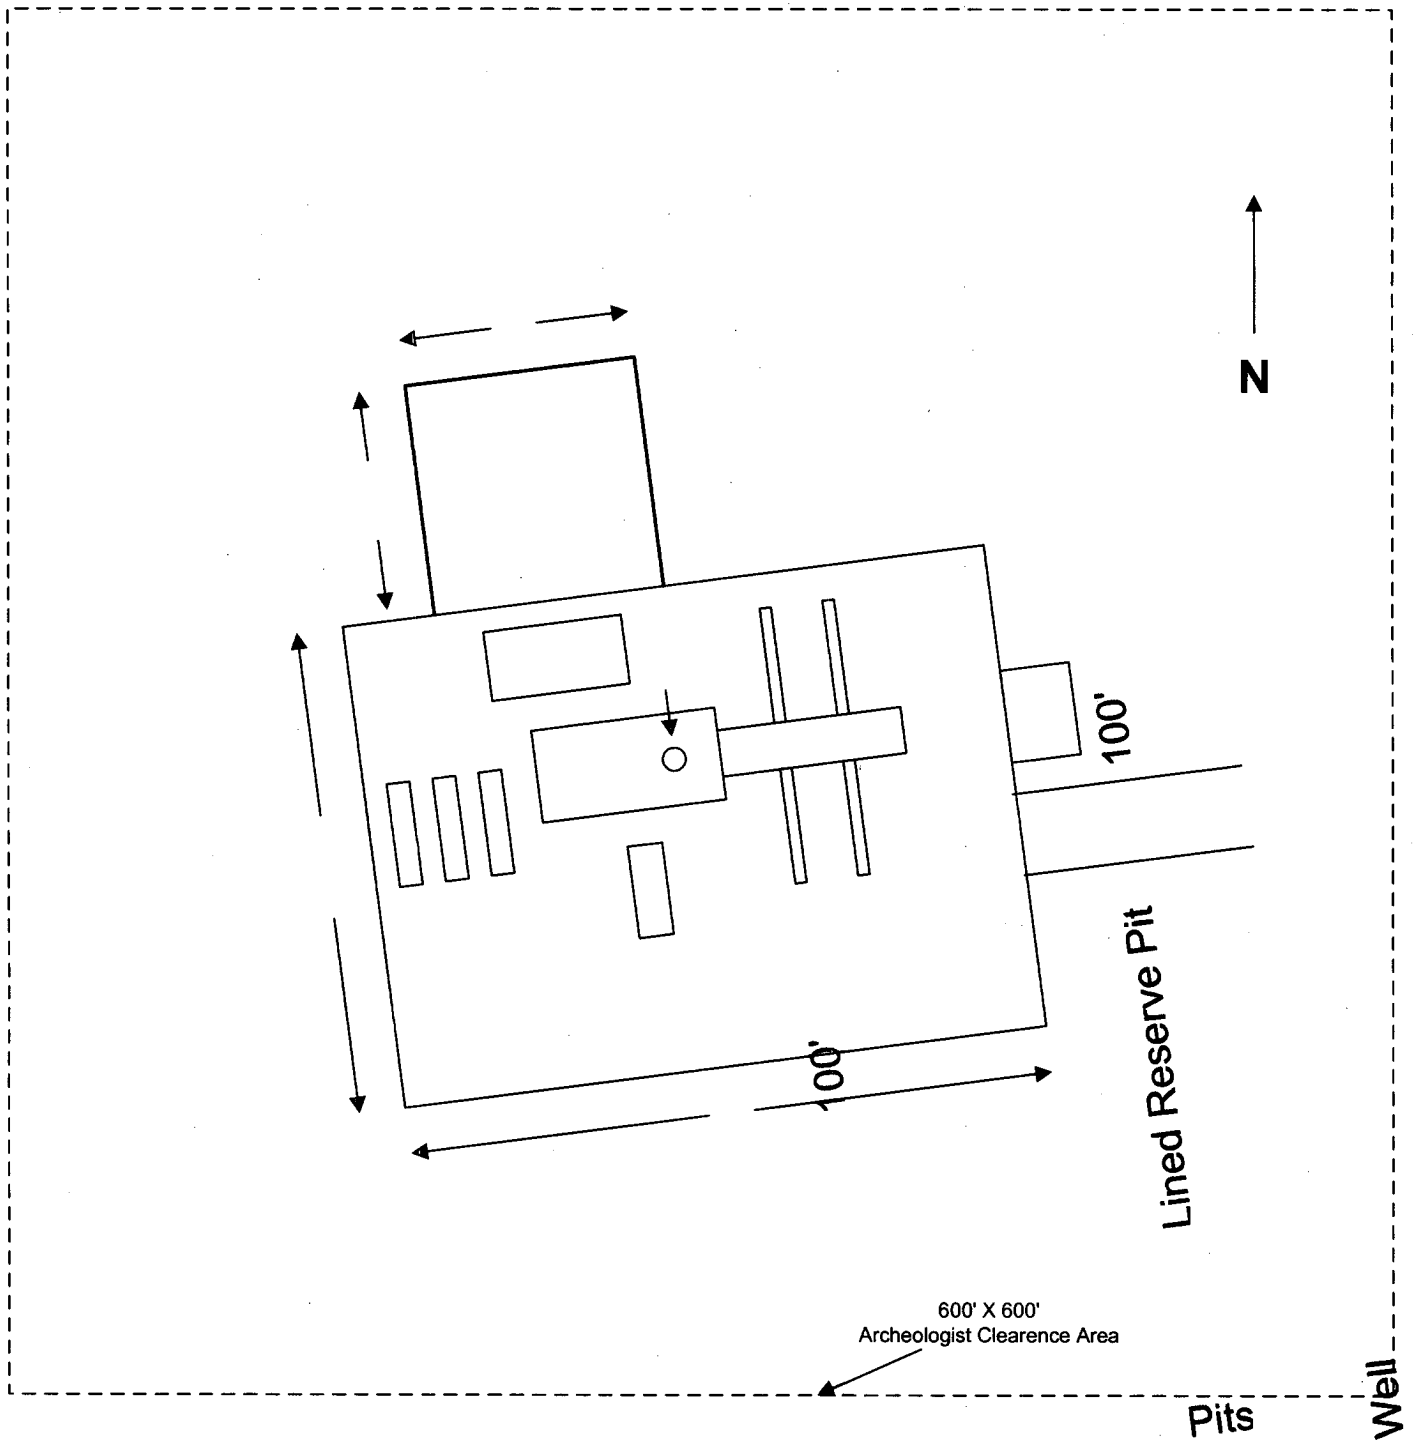 N
100'
Lined Reserve Pit
100'
600' X 600'
Archeologist Clearence Area
Pits
Well